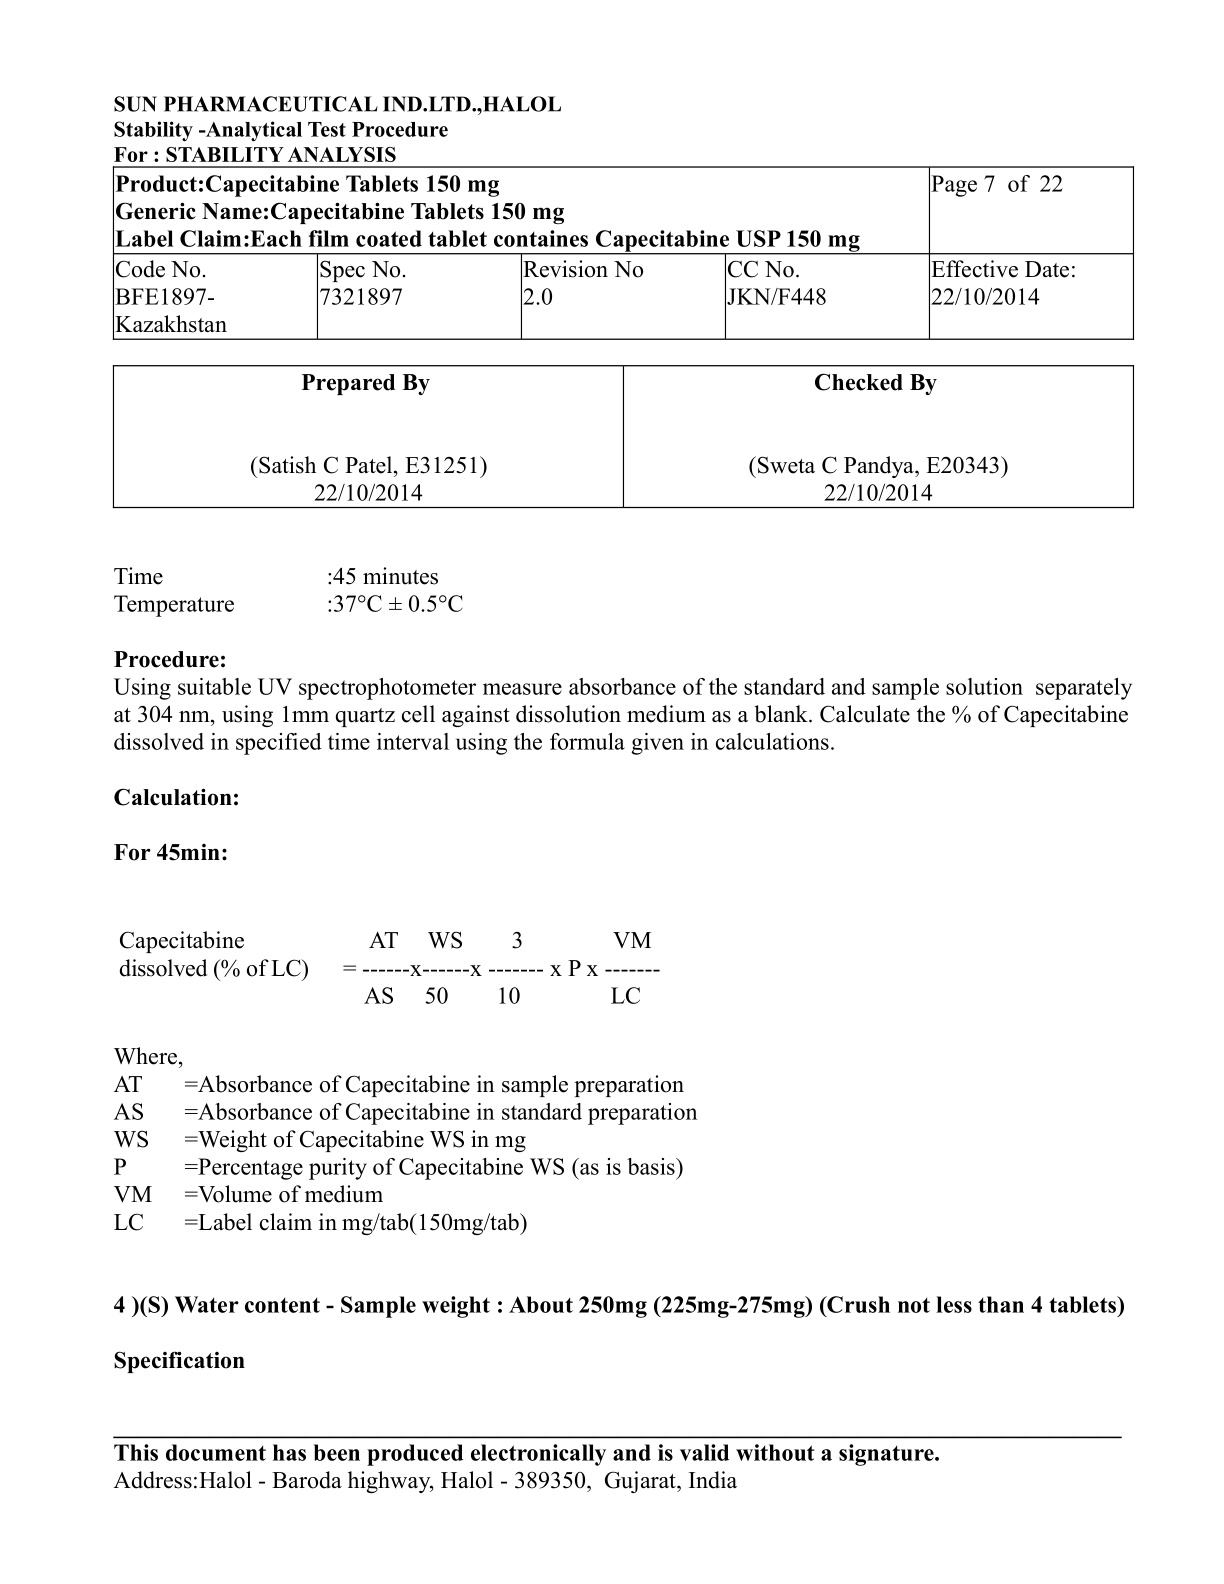 SUN PHARMACEUTICAL IND.LTD.,HALOL
Stability -Analytical Test Procedure
For : STABILITY ANALYSIS
Product:Capecitabine Tablets 150 mg
Generic Name:Capecitabine Tablets 150 mg
Label Claim:Each film coated tablet containes Capecitabine USP 150 mg
Page 7 of 22
Code No.
BFE1897-
Kazakhstan
Spec No.
7321897
Revision No
2.0
CC No.
JKN/F448
Effective Date:
22/10/2014
Prepared By
(Satish C Patel, E31251)
22/10/2014
Checked By
(Sweta C Pandya, E20343)
22/10/2014
Time :45 minutes
Temperature :37°C ± 0.5°C
Procedure:
Using suitable UV spectrophotometer measure absorbance of the standard and sample solution separately
at 304 nm, using 1mm quartz cell against dissolution medium as a blank. Calculate the % of Capecitabine
dissolved in specified time interval using the formula given in calculations.
Calculation:
For 45min:
Capecitabine AT WS 3 VM
dissolved (% of LC) = ------x------x ------- x P x -------
AS 50 10 LC
Where,
AT =Absorbance of Capecitabine in sample preparation
AS =Absorbance of Capecitabine in standard preparation
WS =Weight of Capecitabine WS in mg
P =Percentage purity of Capecitabine WS (as is basis)
VM =Volume of medium
LC =Label claim in mg/tab(150mg/tab)
4 )(S) Water content - Sample weight : About 250mg (225mg-275mg) (Crush not less than 4 tablets)
Specification
This document has been produced electronically and is valid without a signature.
Address:Halol - Baroda highway, Halol - 389350, Gujarat, India